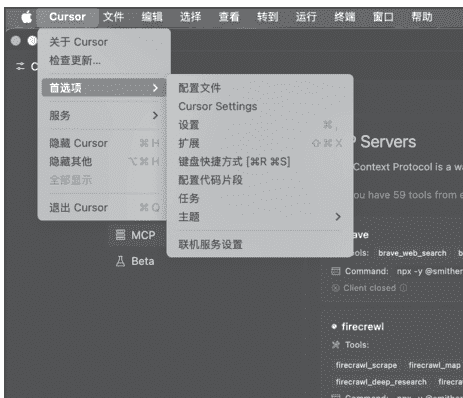 Cursor 文件 编辑 选择 查看 转到 运行 终端 窗口 帮助
关于 Cursor
检查更新...
首选项
服务
隐藏 Cursor ⌘H
隐藏其他 ⌥⌘H
全部显示
退出 Cursor ⌘Q
配置文件
Cursor Settings
设置 ⌘,
扩展 ⇧⌘X
键盘快捷方式 [⌘R ⌘S]
配置代码片段
任务
主题
联机服务设置
MCP
Beta
P Servers
Context Protocol is a wa
ou have 59 tools from
ave
ools: brave_web_search b
Command: npx -y @smither
Client closed
firecrawl
Tools:
firecrawl_scrape firecrawl_map
firecrawl_deep_research firecra